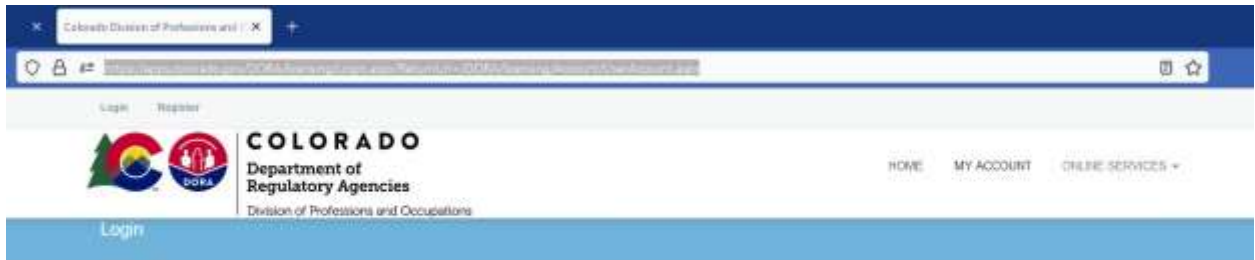 Colorado Division of Professions and
Login Register
COLORADO
Department of
Regulatory Agencies
Division of Professions and Occupations
DORA
HOME MY ACCOUNT ONLINE SERVICES
Login